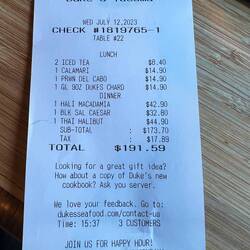 WED JULY 12,2023
CHECK #1819765-1
TABLE #22
LUNCH
2 ICED TEA $8.40
1 CALAMARI $14.90
1 PRWN DEL CABO $14.90
1 GL 9OZ DUKES CHARD $14.90
DINNER
1 HALI MACADAMIA $42.90
1 BLK SAL CAESAR $32.80
1 THAI HALIBUT $44.90
SUB-TOTAL : $173.70
TAX : $17.89
TOTAL $191.59
Looking for a great gift idea?
How about a copy of Duke's new
cookbook? Ask you server.
We love your feedback. Go to:
dukesseafood.com/contact-us
Time: 15:37 3 CUSTOMERS
JOIN US FOR HAPPY HOUR!